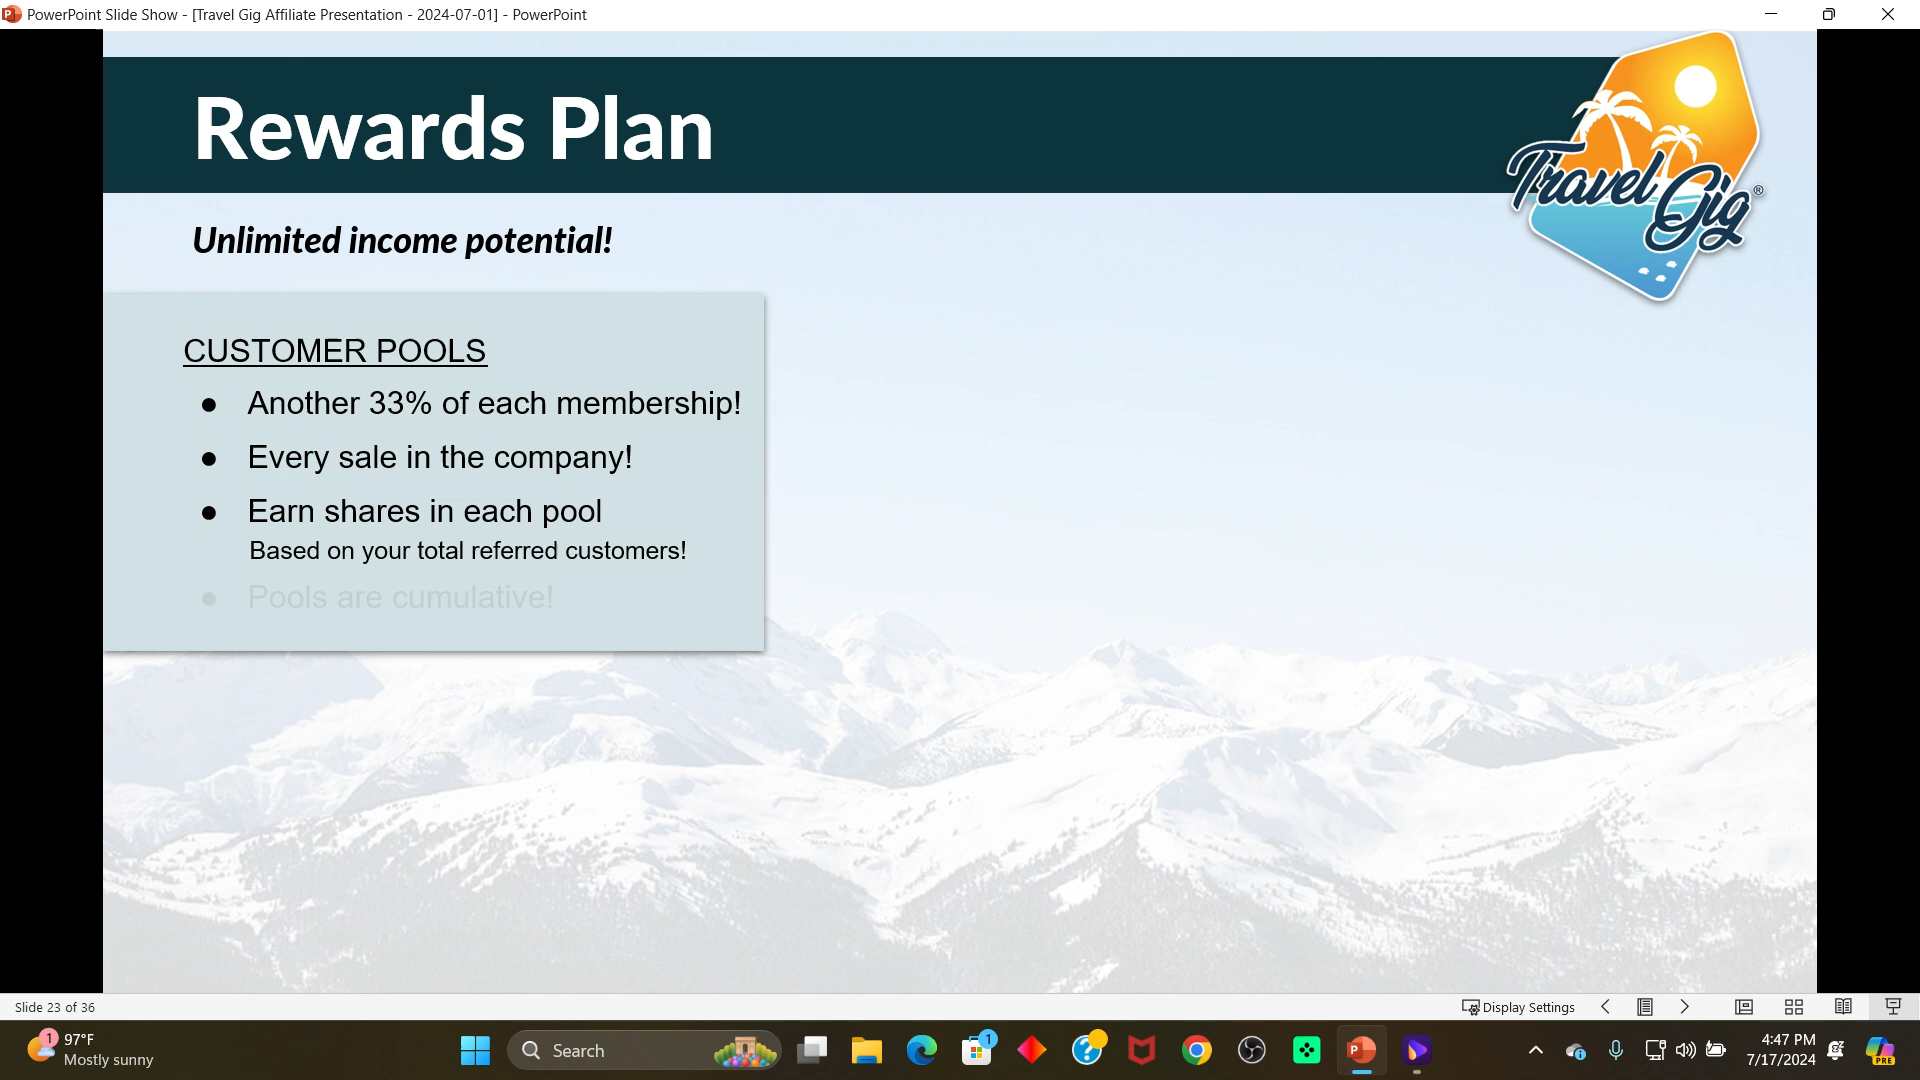 PowerPoint Slide Show - [Travel Gig Affiliate Presentation - 2024-07-01] - PowerPoint
Rewards Plan
Travel Gig®
Unlimited income potential!
CUSTOMER POOLS
● Another 33% of each membership!
● Every sale in the company!
● Earn shares in each pool
Based on your total referred customers!
● Pools are cumulative!
Slide 23 of 36
Display Settings
1
97°F
Mostly sunny
Search
1
4:47 PM
7/17/2024
PRE